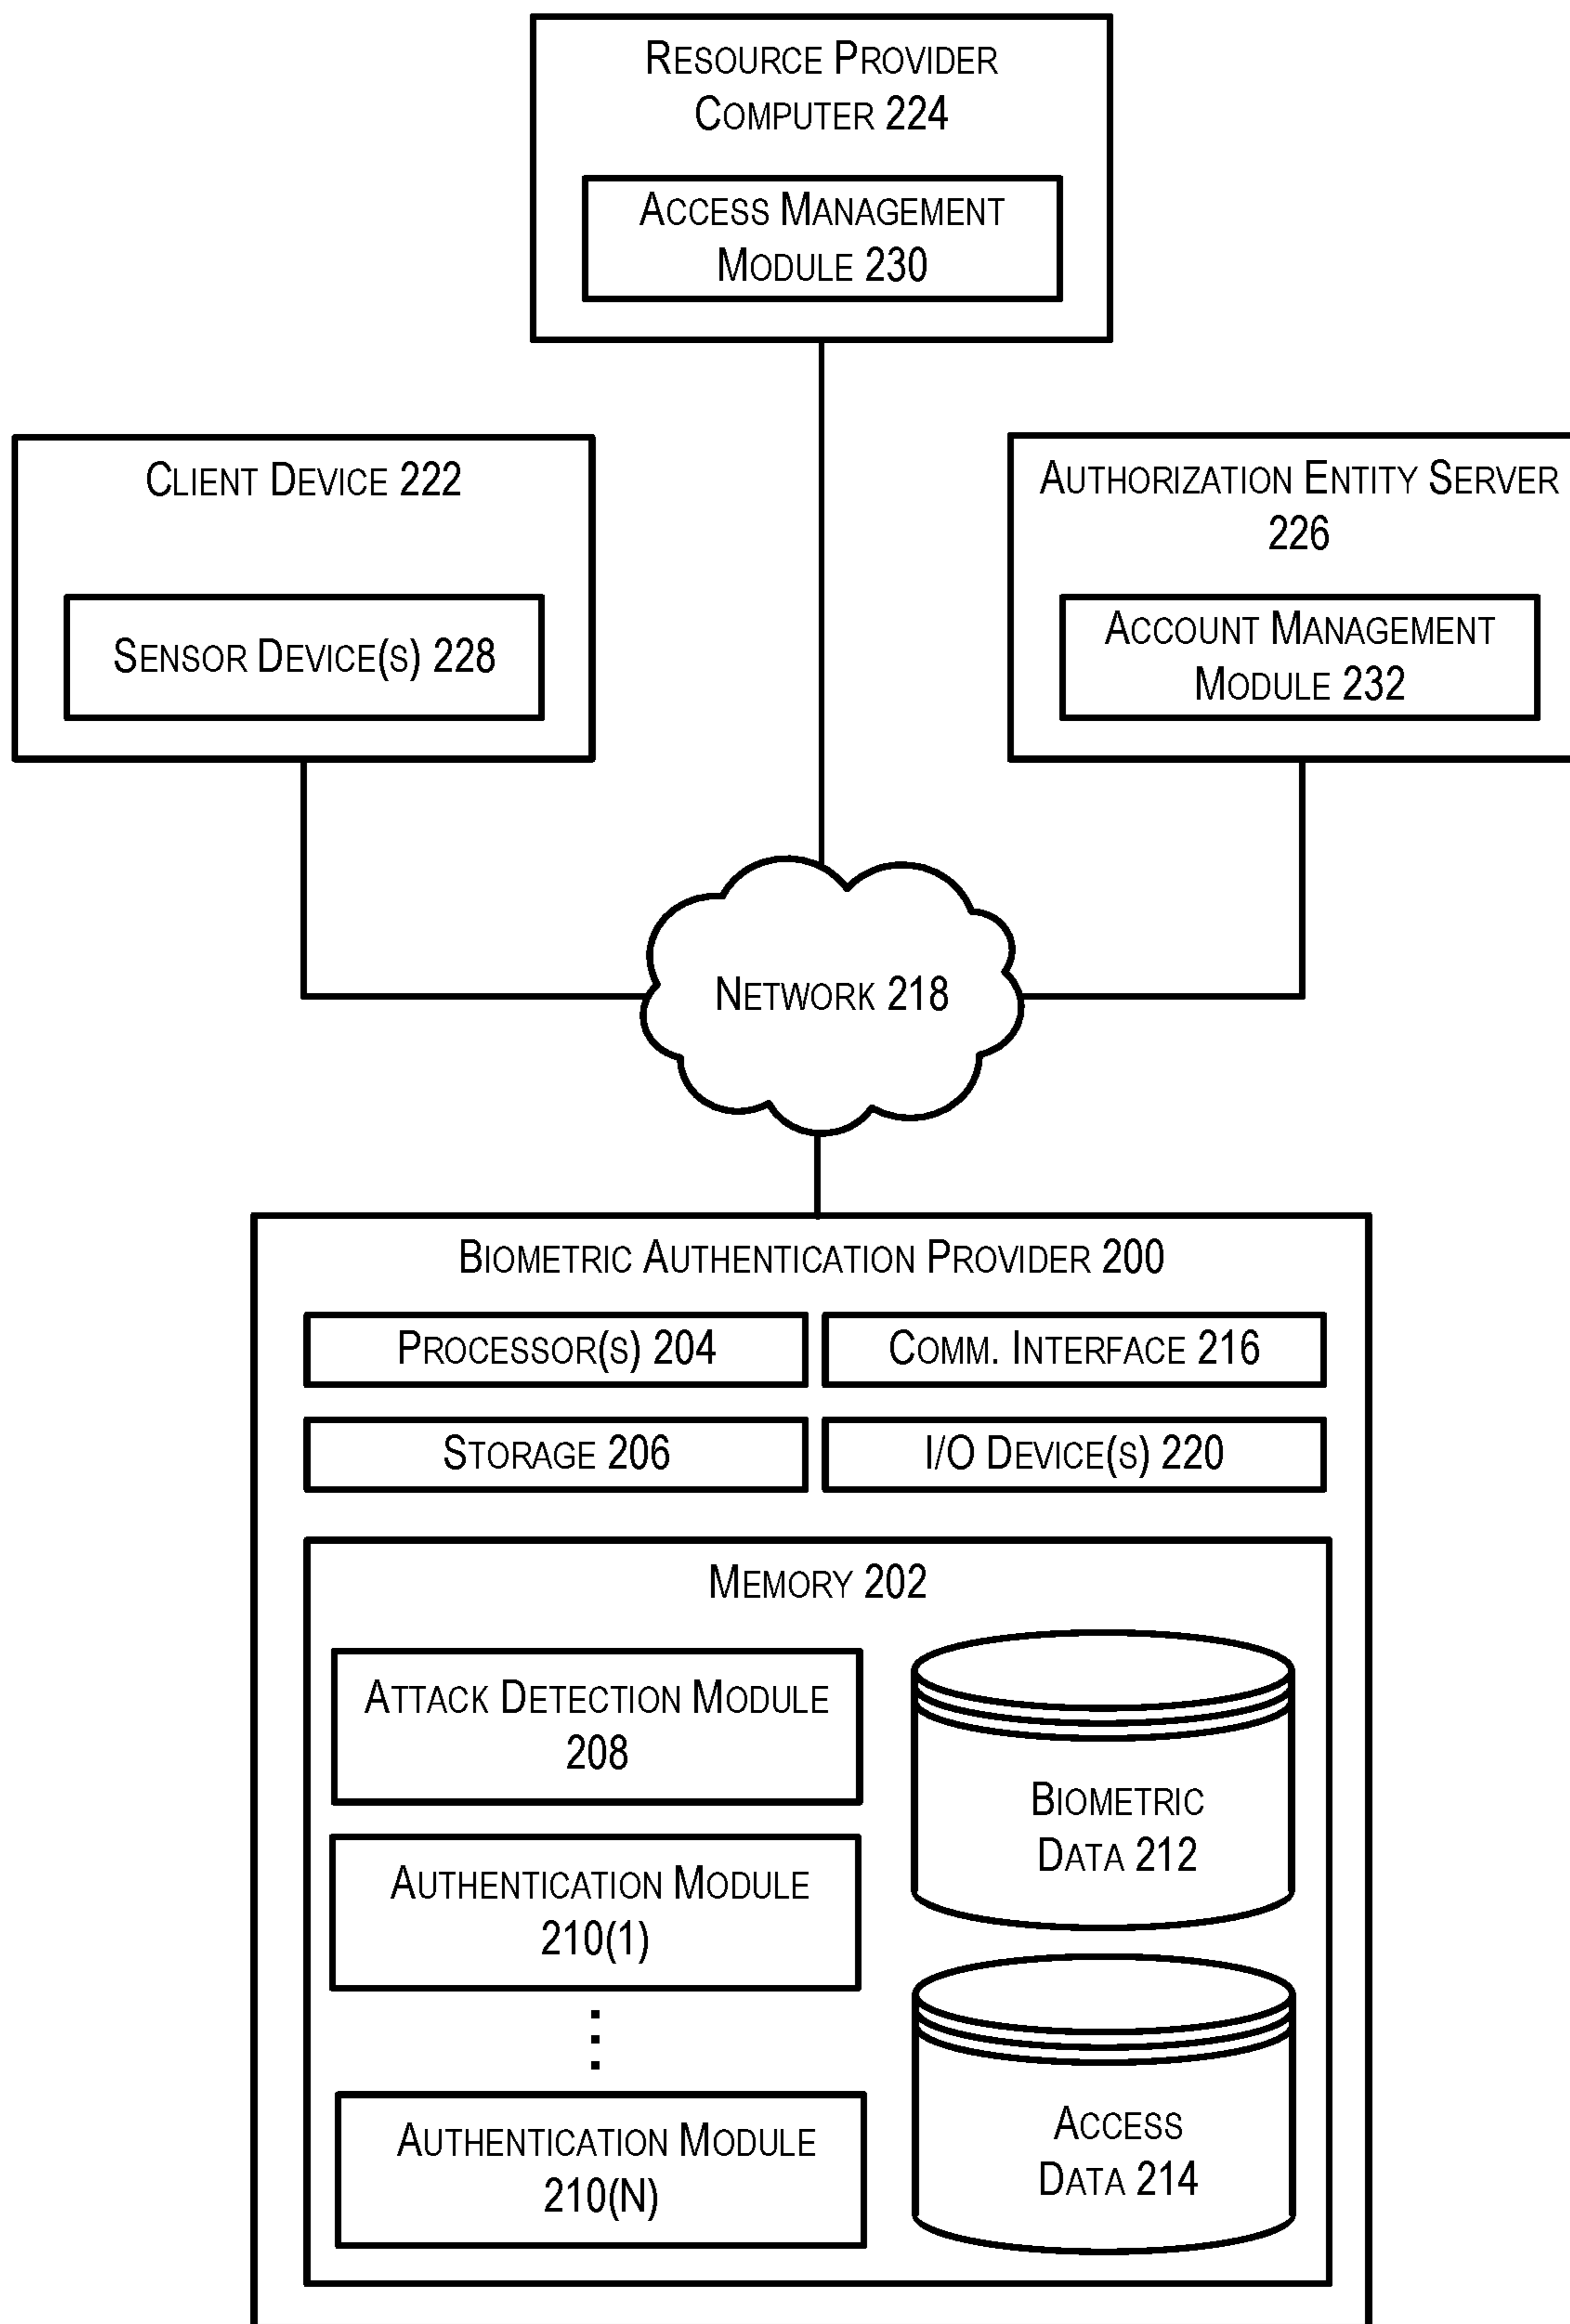 RESOURCE PROVIDER
COMPUTER 224
ACCESS MANAGEMENT
MODULE 230
CLIENT DEVICE 222
SENSOR DEVICE(S) 228
AUTHORIZATION ENTITY SERVER
226
ACCOUNT MANAGEMENT
MODULE 232
NETWORK 218
BIOMETRIC AUTHENTICATION PROVIDER 200
PROCESSOR(S) 204
COMM. INTERFACE 216
STORAGE 206
I/O DEVICE(S) 220
MEMORY 202
ATTACK DETECTION MODULE
208
AUTHENTICATION MODULE
210(1)
AUTHENTICATION MODULE
210(N)
BIOMETRIC
DATA 212
ACCESS
DATA 214